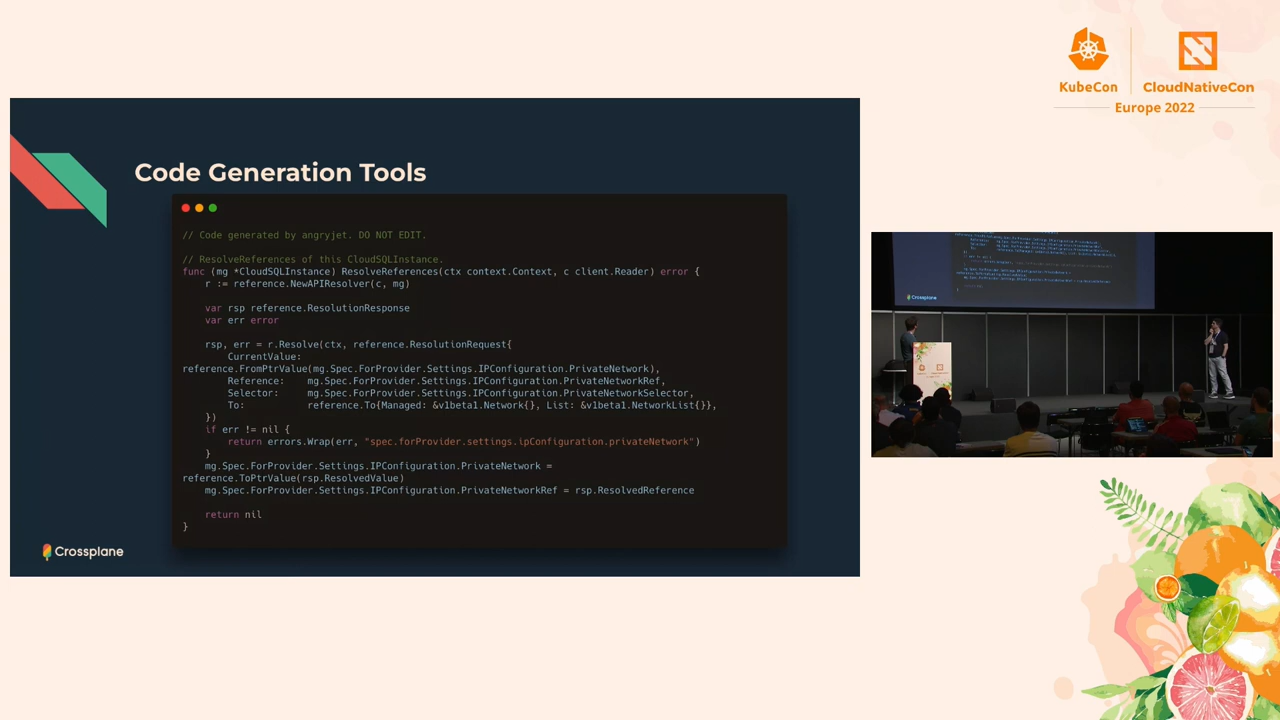 KubeCon
CloudNativeCon
Europe 2022
Code Generation Tools
// Code generated by angryjet. DO NOT EDIT.
// ResolveReferences of this CloudSQLInstance.
func (mg *CloudSQLInstance) ResolveReferences(ctx context.Context, c client.Reader) error {
r := reference.NewAPIResolver(c, mg)
var rsp reference.ResolutionResponse
var err error
rsp, err = r.Resolve(ctx, reference.ResolutionRequest{
CurrentValue:
reference.FromPtrValue(mg.Spec.ForProvider.Settings.IPConfiguration.PrivateNetwork),
Reference: mg.Spec.ForProvider.Settings.IPConfiguration.PrivateNetworkRef,
Selector: mg.Spec.ForProvider.Settings.IPConfiguration.PrivateNetworkSelector,
To: reference.To{Managed: &v1beta1.Network{}, List: &v1beta1.NetworkList{}},
})
if err != nil {
return errors.Wrap(err, "spec.forProvider.settings.ipConfiguration.privateNetwork")
}
mg.Spec.ForProvider.Settings.IPConfiguration.PrivateNetwork =
reference.ToPtrValue(rsp.ResolvedValue)
mg.Spec.ForProvider.Settings.IPConfiguration.PrivateNetworkRef = rsp.ResolvedReference
return nil
}
Crossplane
Crossplane